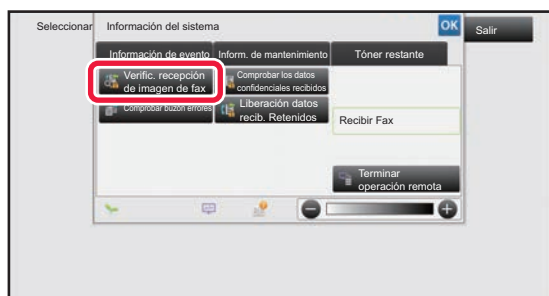 Seleccionar
Información del sistema
OK
Salir
Información de evento
Inform. de mantenimiento
Tóner restante
Verific. recepción
de imagen de fax
Comprobar los datos
confidenciales recibidos
Comprobar buzón errores
Liberación datos
recib. Retenidos
Recibir Fax
Terminar
operación remota